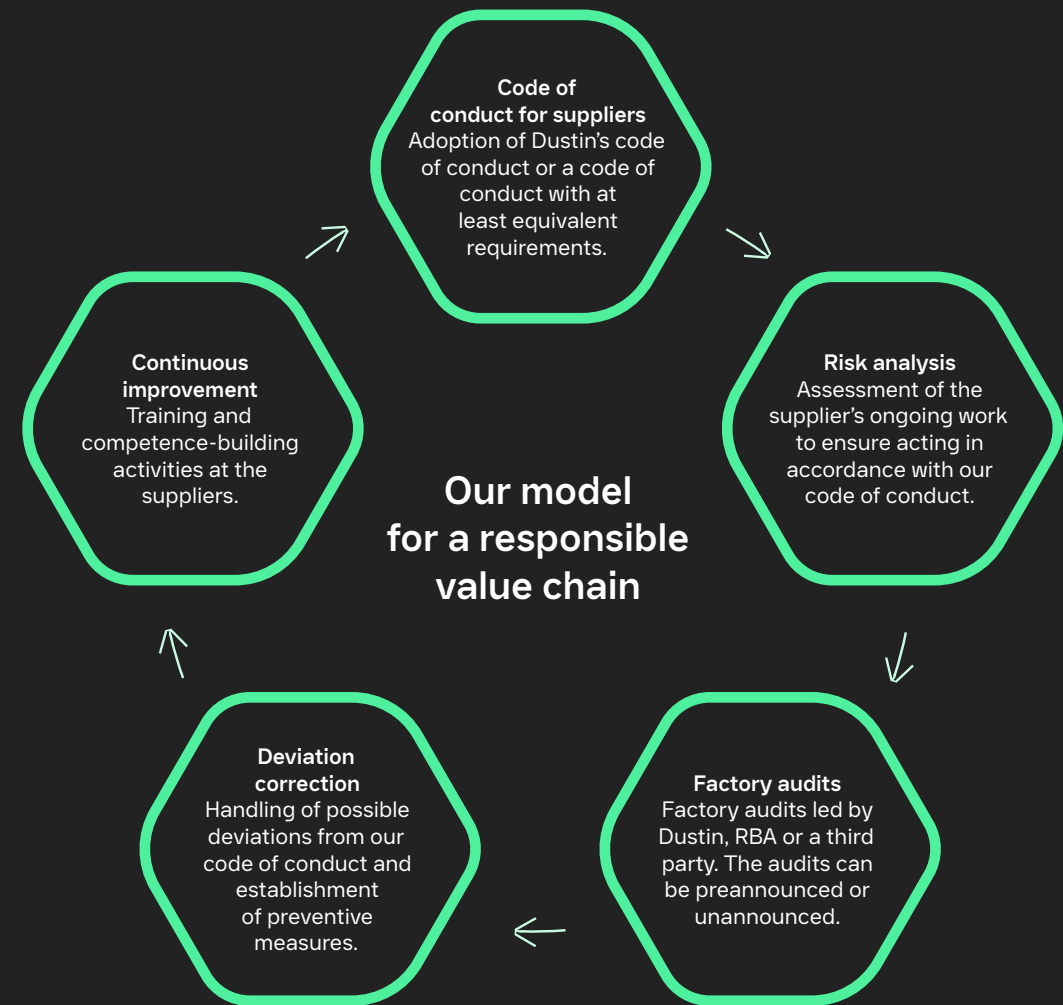 Code of
conduct for suppliers
Adoption of Dustin’s code
of conduct or a code of
conduct with at
least equivalent
requirements.
Risk analysis
Assessment of the
supplier’s ongoing work
to ensure acting in
accordance with our
code of conduct.
Factory audits
Factory audits led by
Dustin, RBA or a third
party. The audits can
be preannounced or
unannounced.
Deviation
correction
Handling of possible
deviations from our
code of conduct and
establishment
of preventive
measures.
Continuous
improvement
Training and
competence-building
activities at the
suppliers.
Our model
for a responsible
value chain